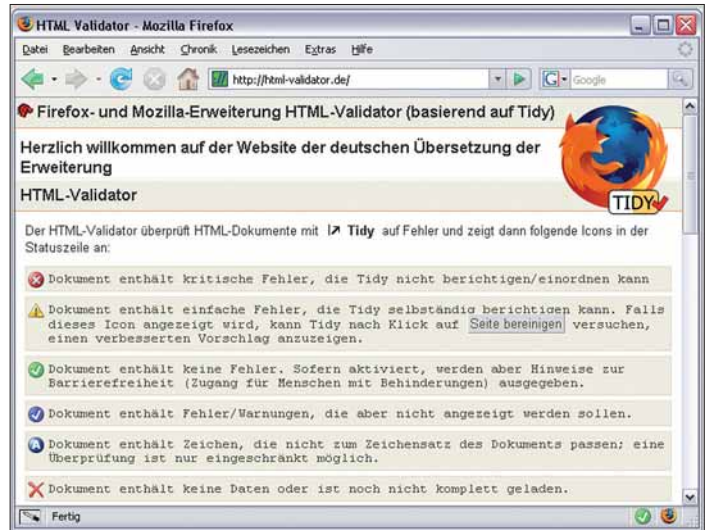 HTML Validator - Mozilla Firefox
Datei Bearbeiten Ansicht Chronik Lesezeichen Extras Hilfe
http://html-validator.de/
G Google
Firefox- und Mozilla-Erweiterung HTML-Validator (basierend auf Tidy)
Herzlich willkommen auf der Website der deutschen Übersetzung der
Erweiterung
TIDY
HTML-Validator
Der HTML-Validator überprüft HTML-Dokumente mit Tidy auf Fehler und zeigt dann folgende Icons in der
Statuszeile an:
Dokument enthält kritische Fehler, die Tidy nicht berichtigen/einordnen kann
Dokument enthält einfache Fehler, die Tidy selbständig berichtigen kann. Falls
dieses Icon angezeigt wird, kann Tidy nach Klick auf Seite bereinigen versuchen,
einen verbesserten Vorschlag anzuzeigen.
Dokument enthält keine Fehler. Sofern aktiviert, werden aber Hinweise zur
Barrierefreiheit (Zugang für Menschen mit Behinderungen) ausgegeben.
Dokument enthält Fehler/Warnungen, die aber nicht angezeigt werden sollen.
A Dokument enthält Zeichen, die nicht zum Zeichensatz des Dokuments passen; eine
Überprüfung ist nur eingeschränkt möglich.
Dokument enthält keine Daten oder ist noch nicht komplett geladen.
Fertig